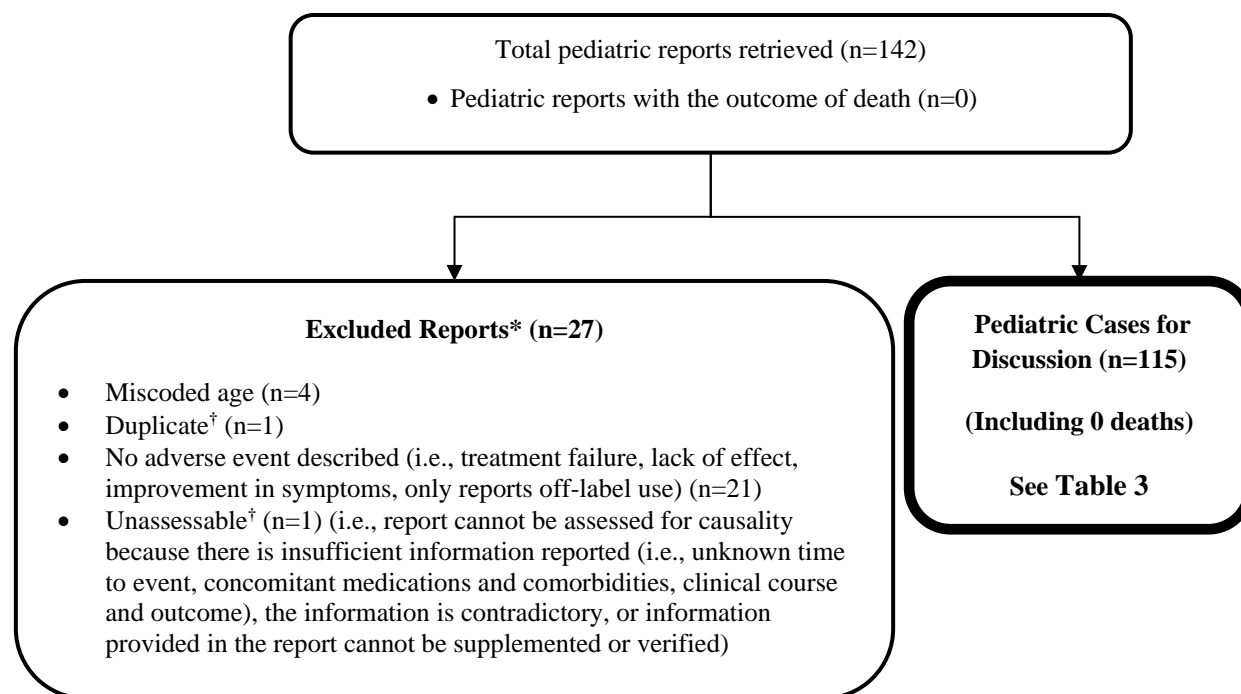 Total pediatric reports retrieved (n=142)
• Pediatric reports with the outcome of death (n=0)
Excluded Reports* (n=27)
• Miscoded age (n=4)
• Duplicate† (n=1)
• No adverse event described (i.e., treatment failure, lack of effect,
improvement in symptoms, only reports off-label use) (n=21)
• Unassessable† (n=1) (i.e., report cannot be assessed for causality
because there is insufficient information reported (i.e., unknown time
to event, concomitant medications and comorbidities, clinical course
and outcome), the information is contradictory, or information
provided in the report cannot be supplemented or verified)
Pediatric Cases for
Discussion (n=115)
(Including 0 deaths)
See Table 3